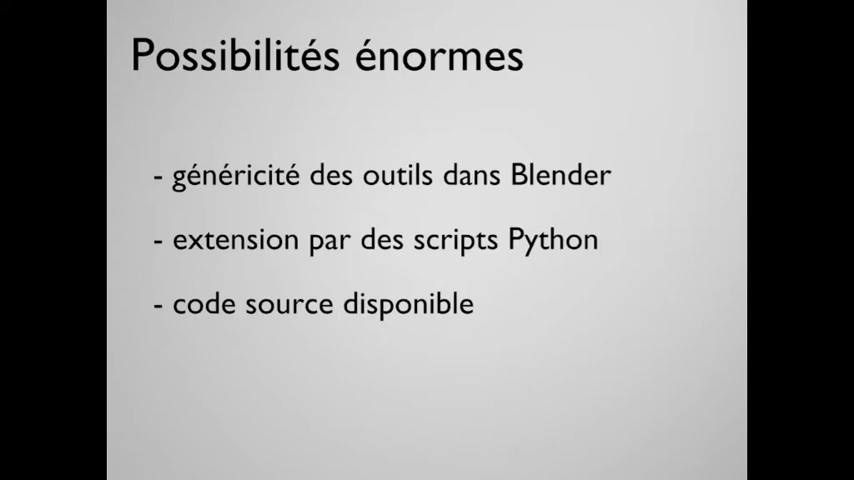 Possibilités énormes
- généricité des outils dans Blender
- extension par des scripts Python
- code source disponible